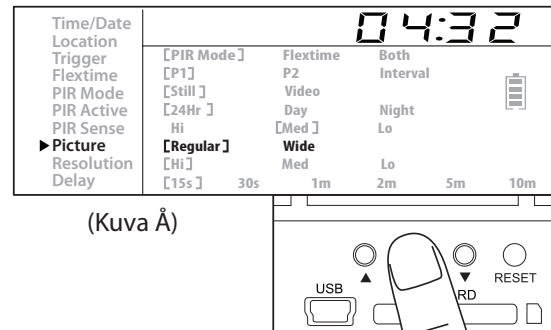 04:32
Time/Date
Location
Trigger [PIR Mode] Flextime Both
Flextime [P1] P2 Interval
PIR Mode [Still ] Video
PIR Active [24Hr ] Day Night
PIR Sense Hi [Med ] Lo
▶Picture [Regular] Wide
Resolution [Hi] Med Lo
Delay [15s ] 30s 1m 2m 5m 10m
(Kuva Å)
▲ ▼ RESET
USB RD